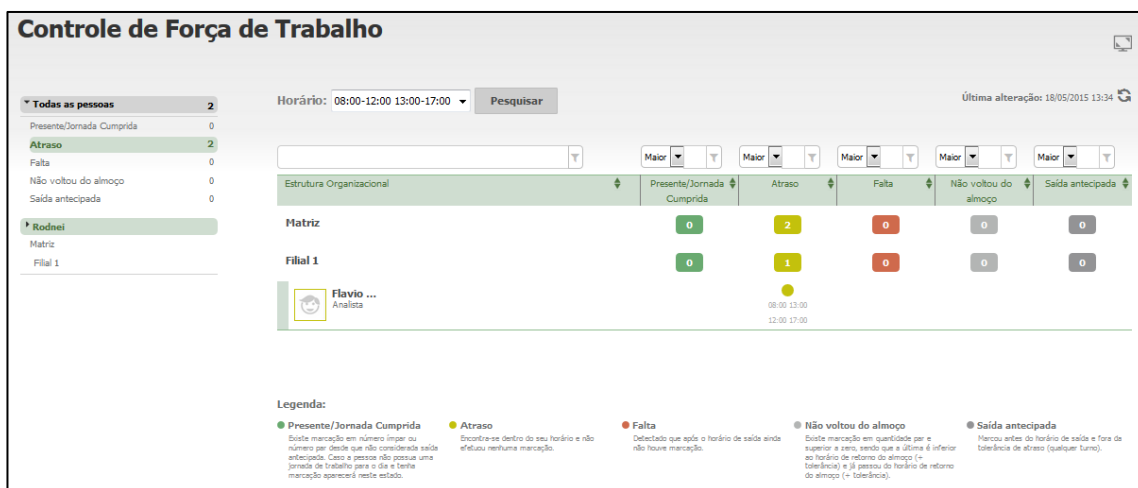 Controle de Força de Trabalho
Todas as pessoas 2
Presente/Jornada Cumprida 0
Atraso 2
Falta 0
Não voltou do almoço 0
Saída antecipada 0
Rodnei
Matriz
Filial 1
Horário: 08:00-12:00 13:00-17:00 Pesquisar
Última alteração: 18/05/2015 13:34
Maior Maior Maior Maior Maior
Estrutura Organizacional Presente/Jornada Cumprida Atraso Falta Não voltou do almoço Saída antecipada
Matriz 0 2 0 0 0
Filial 1 0 1 0 0 0
Flavio ...
Analista
08:00 13:00
12:00 17:00
Legenda:
Presente/Jornada Cumprida
Existe marcação em número ímpar ou
número par desde que não considerada saída
antecipada. Caso a pessoa não possua uma
jornada de trabalho para o dia e tenha
marcação aparecerá neste estado.
Atraso
Encontra-se dentro do seu horário e não
efetuou nenhuma marcação.
Falta
Detectado que após o horário de saída ainda
não houve marcação.
Não voltou do almoço
Existe marcação em quantidade par e
superior a zero, sendo que a última é inferior
ao horário de retorno do almoço (+
tolerância) e já passou do horário de retorno
do almoço (+ tolerância).
Saída antecipada
Marcou antes do horário de saída e fora da
tolerância de atraso (qualquer turno).